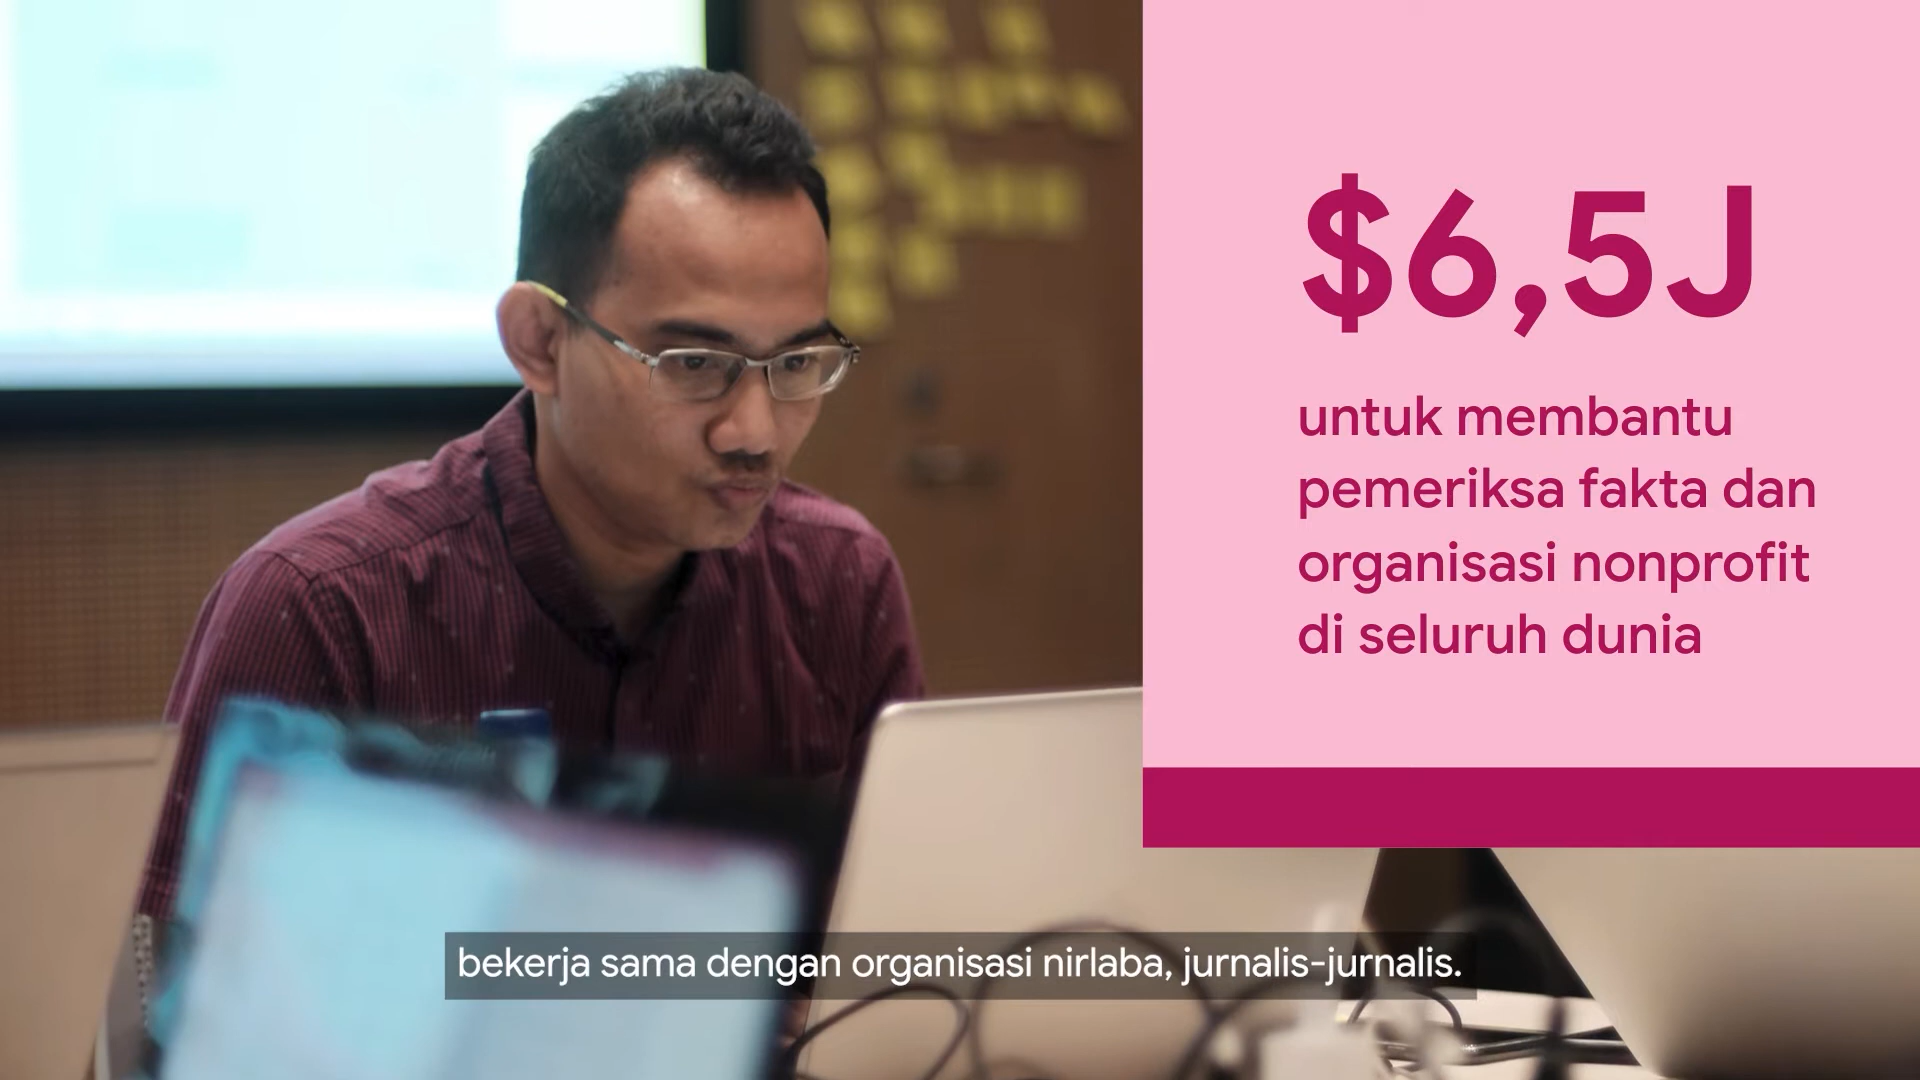 $6,5J
untuk membantu
pemeriksa fakta dan
organisasi nonprofit
di seluruh dunia
bekerja sama dengan organisasi nirlaba, jurnalis-jurnalis.